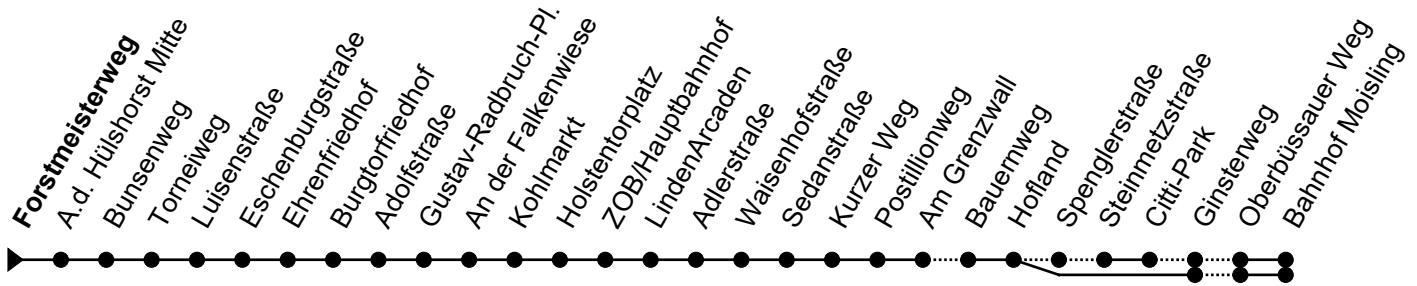 Forstmeisterweg
A.d. Hülshorst Mitte
Bunsenweg
Torneiweg
Luisenstraße
Eschenburgstraße
Ehrenfriedhof
Burgtorfriedhof
Adolfstraße
Gustav-Radbruch-Pl.
An der Falkenwiese
Kohlmarkt
Holstentorplatz
ZOB/Hauptbahnhof
LindenArcaden
Adlerstraße
Waisenhofstraße
Sedanstraße
Kurzer Weg
Postillionweg
Am Grenzwall
Bauernweg
Hofland
Spenglerstraße
Steinmetzstraße
Citti-Park
Ginsterweg
Oberbüssauer Weg
Bahnhof Moisling